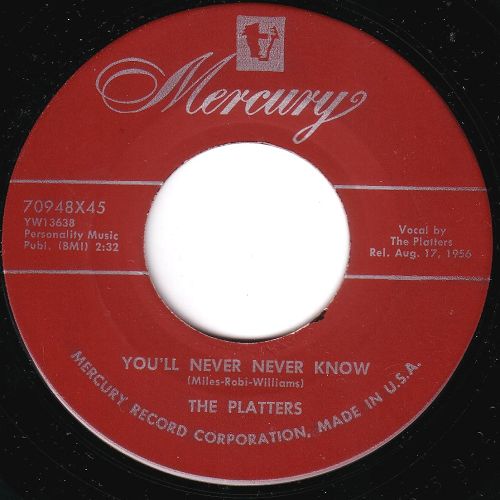 Mercury
70948X45
YW13638
Personality Music
Publ. (BMI) 2:32
Vocal by
The Platters
Rel. Aug. 17, 1956
YOU'LL NEVER NEVER KNOW
(Miles-Robi-Williams)
THE PLATTERS
MERCURY RECORD CORPORATION, MADE IN U.S.A.